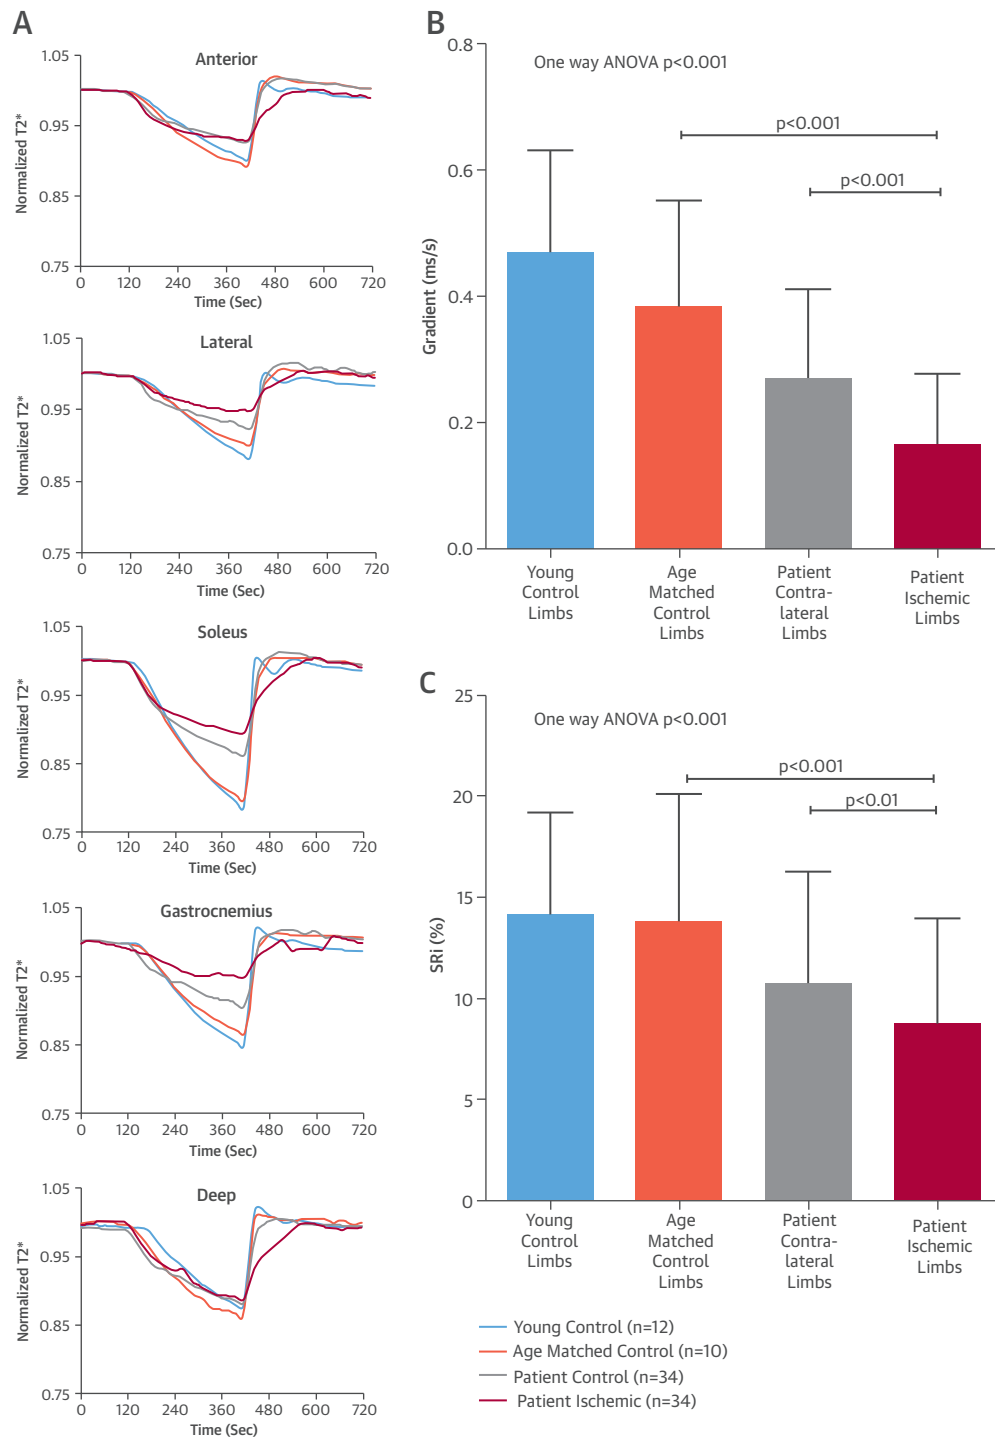 A
Anterior
1.05
0.95
0.85
0.75
Normalized T2*
0 120 240 360 480 600 720
Time (Sec)
Lateral
1.05
0.95
0.85
0.75
Normalized T2*
0 120 240 360 480 600 720
Time (Sec)
Soleus
1.05
0.95
0.85
0.75
Normalized T2*
0 120 240 360 480 600 720
Time (Sec)
Gastrocnemius
1.05
0.95
0.85
0.75
Normalized T2*
0 120 240 360 480 600 720
Time (Sec)
Deep
1.05
0.95
0.85
0.75
Normalized T2*
0 120 240 360 480 600 720
Time (Sec)
B
0.8
0.6
0.4
0.2
0.0
Gradient (ms/s)
One way ANOVA p<0.001
p<0.001
p<0.001
Young
Control
Limbs
Age
Matched
Control
Limbs
Patient
Contra-
lateral
Limbs
Patient
Ischemic
Limbs
C
25
20
15
10
5
0
SRi (%)
One way ANOVA p<0.001
p<0.001
p<0.01
Young
Control
Limbs
Age
Matched
Control
Limbs
Patient
Contra-
lateral
Limbs
Patient
Ischemic
Limbs
Young Control (n=12)
Age Matched Control (n=10)
Patient Control (n=34)
Patient Ischemic (n=34)